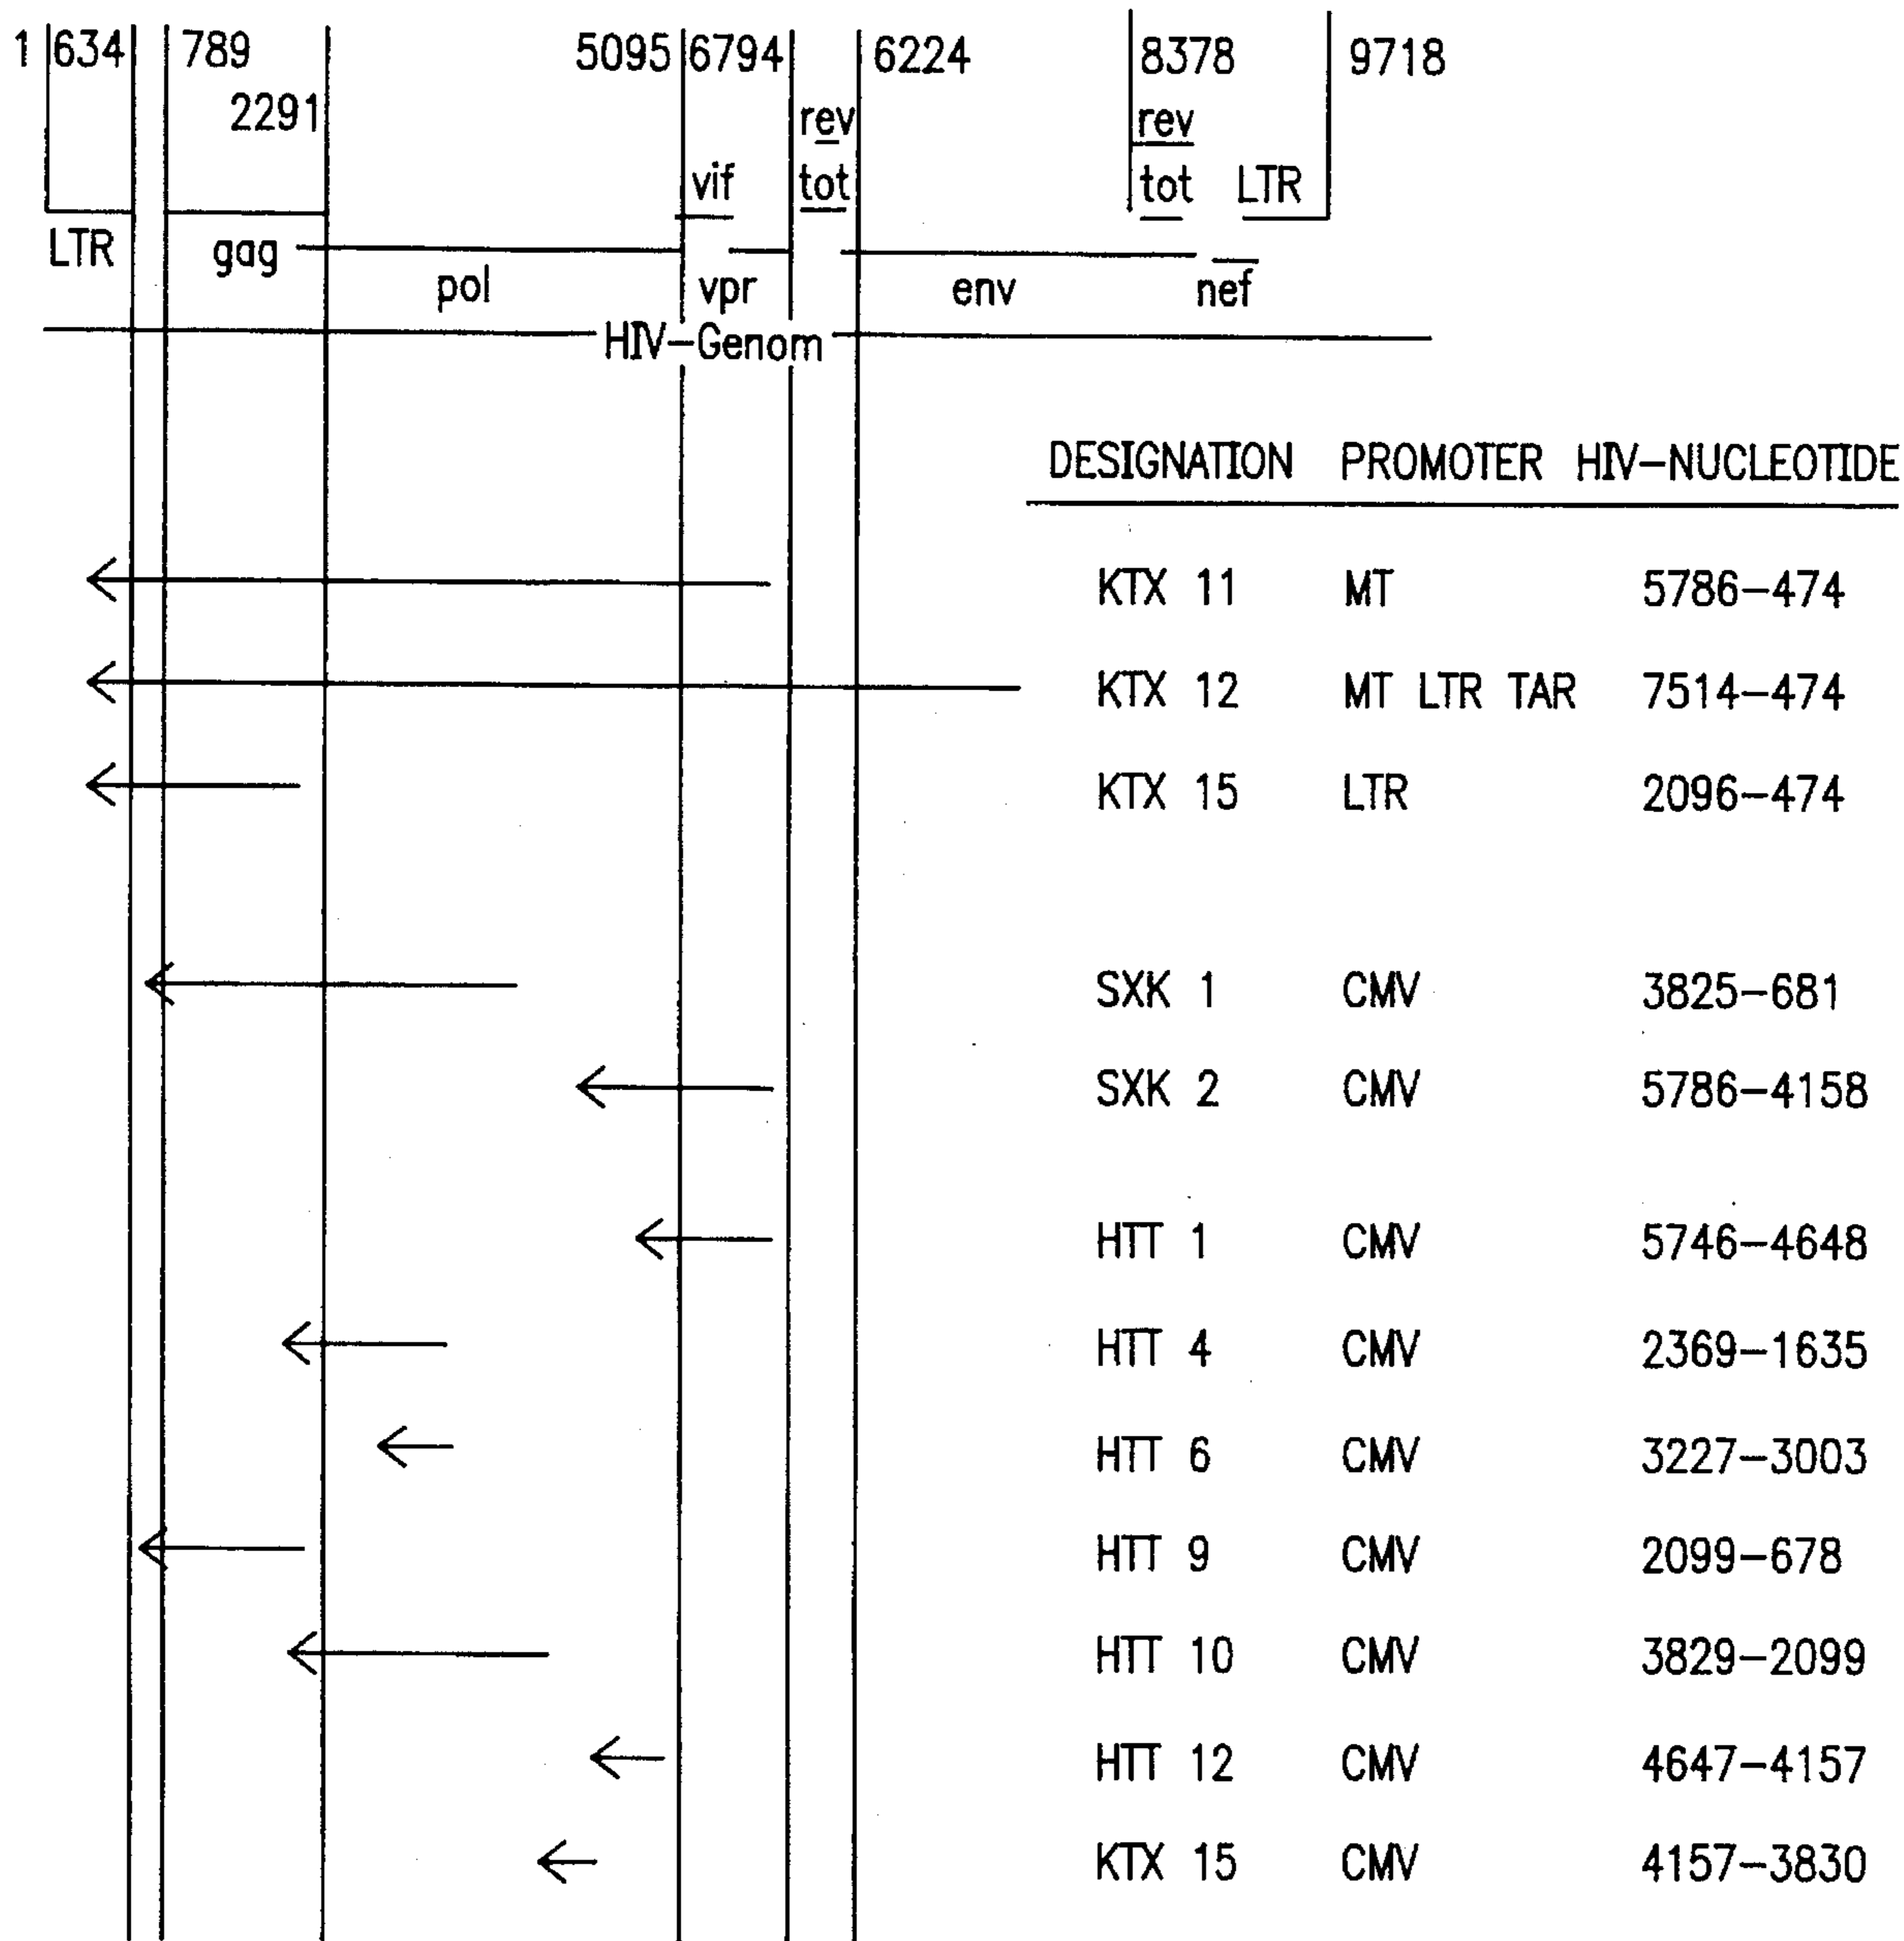 1 634 789 5095 6794 6224 8378 9718
2291 rev rev
vif tot tot LTR
LTR gag pol vpr env nef
HIV-Genom
DESIGNATION PROMOTER HIV-NUCLEOTIDE
KTX 11 MT 5786-474
KTX 12 MT LTR TAR 7514-474
KTX 15 LTR 2096-474
SXK 1 CMV 3825-681
SXK 2 CMV 5786-4158
HTT 1 CMV 5746-4648
HTT 4 CMV 2369-1635
HTT 6 CMV 3227-3003
HTT 9 CMV 2099-678
HTT 10 CMV 3829-2099
HTT 12 CMV 4647-4157
KTX 15 CMV 4157-3830